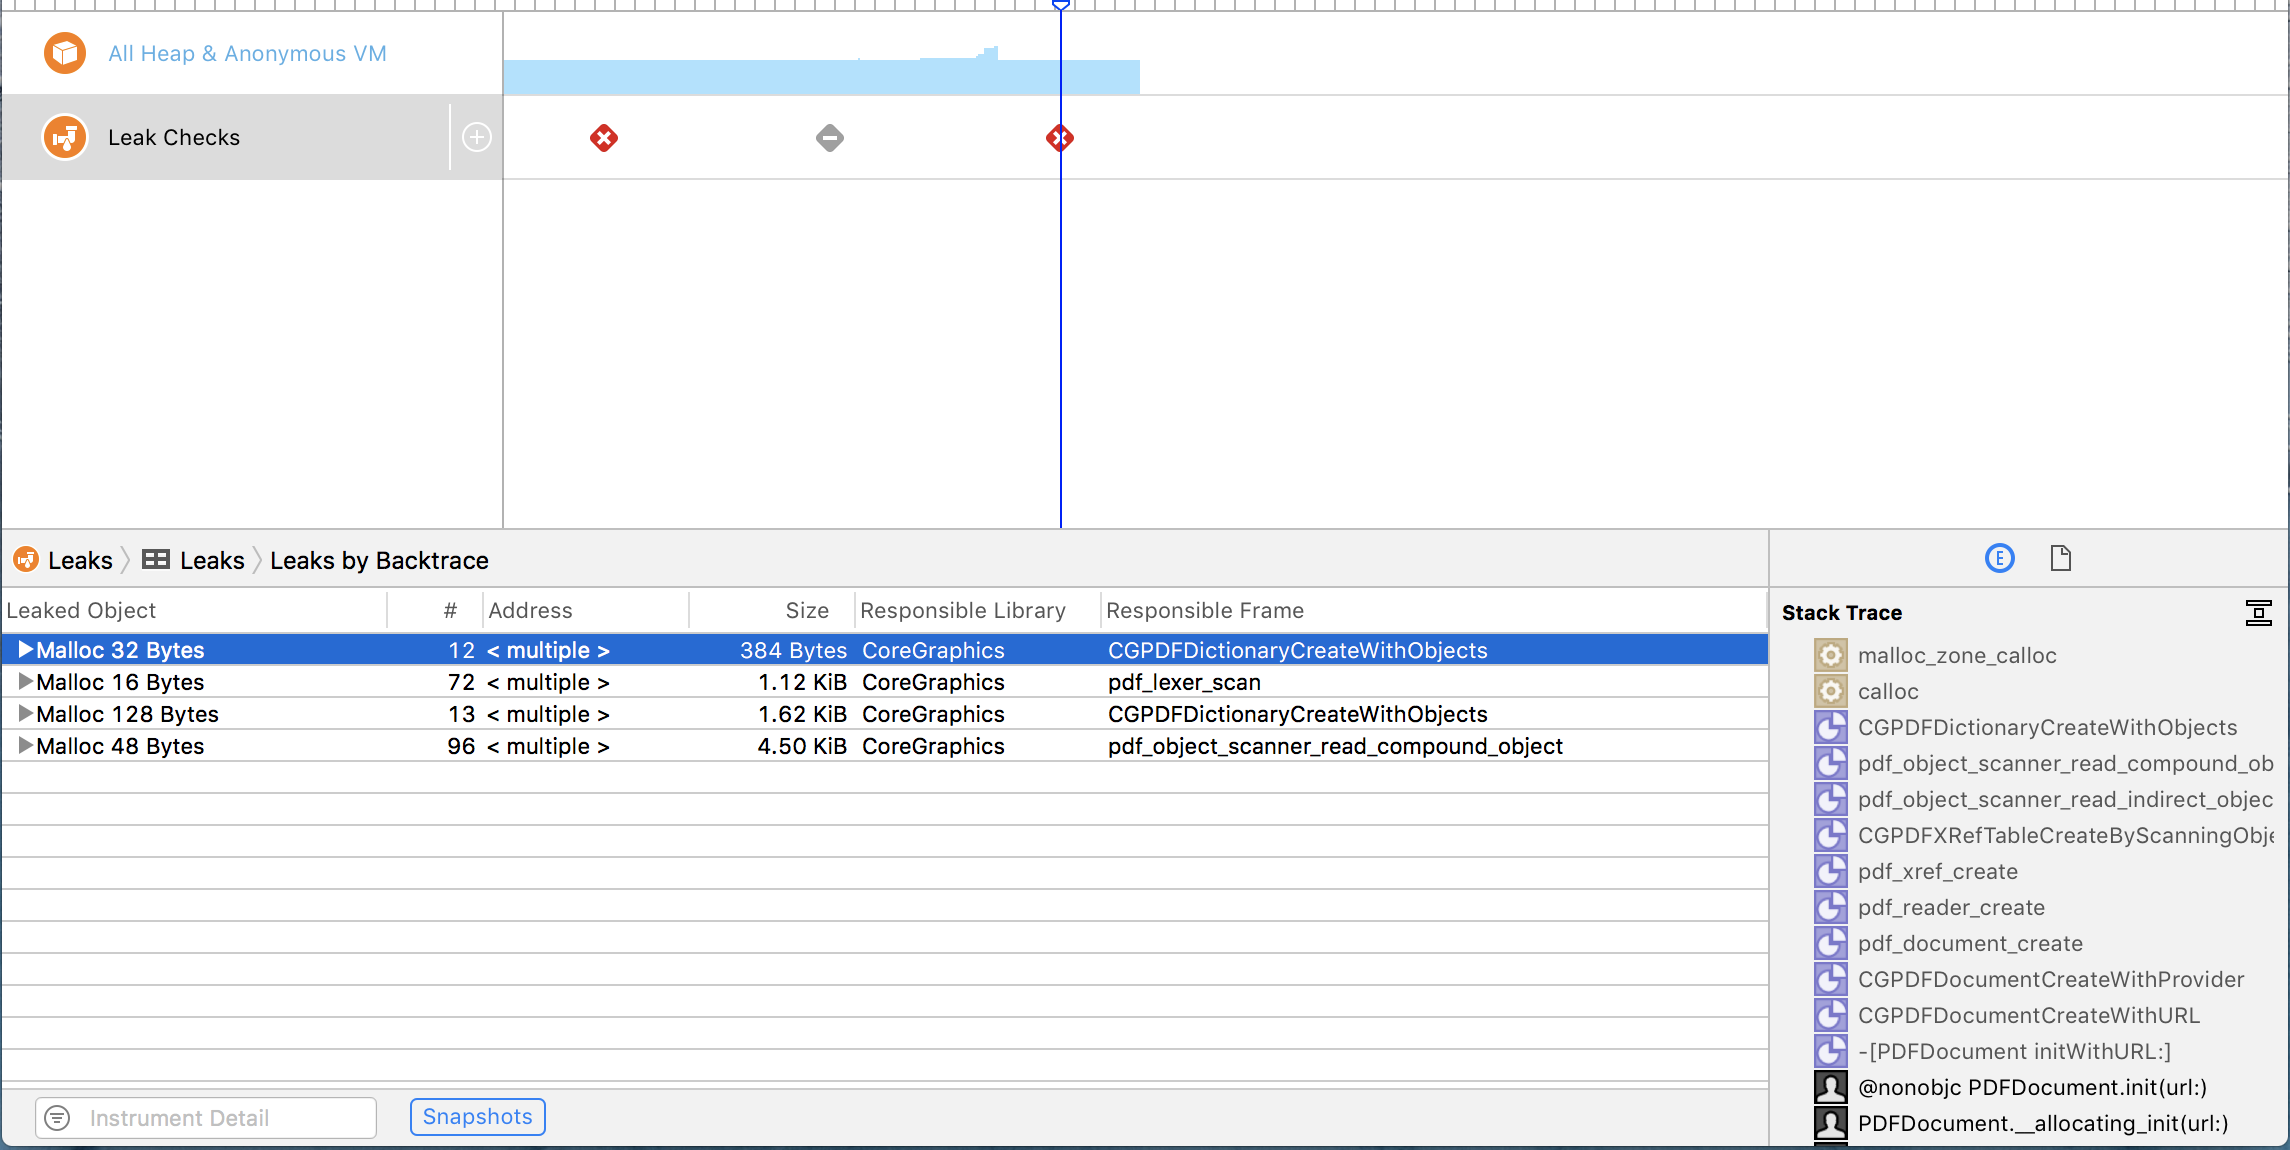 All Heap & Anonymous VM
Leak Checks
Leaks Leaks Leaks by Backtrace
Leaked Object # Address Size Responsible Library Responsible Frame
Malloc 32 Bytes 12 < multiple > 384 Bytes CoreGraphics CGPDFDictionaryCreateWithObjects
Malloc 16 Bytes 72 < multiple > 1.12 KiB CoreGraphics pdf_lexer_scan
Malloc 128 Bytes 13 < multiple > 1.62 KiB CoreGraphics CGPDFDictionaryCreateWithObjects
Malloc 48 Bytes 96 < multiple > 4.50 KiB CoreGraphics pdf_object_scanner_read_compound_object
Instrument Detail Snapshots
E
Stack Trace
malloc_zone_calloc
calloc
CGPDFDictionaryCreateWithObjects
pdf_object_scanner_read_compound_ob
pdf_object_scanner_read_indirect_objec
CGPDFXRefTableCreateByScanningObje
pdf_xref_create
pdf_reader_create
pdf_document_create
CGPDFDocumentCreateWithProvider
CGPDFDocumentCreateWithURL
-[PDFDocument initWithURL:]
@nonobjc PDFDocument.init(url:)
PDFDocument.__allocating_init(url:)